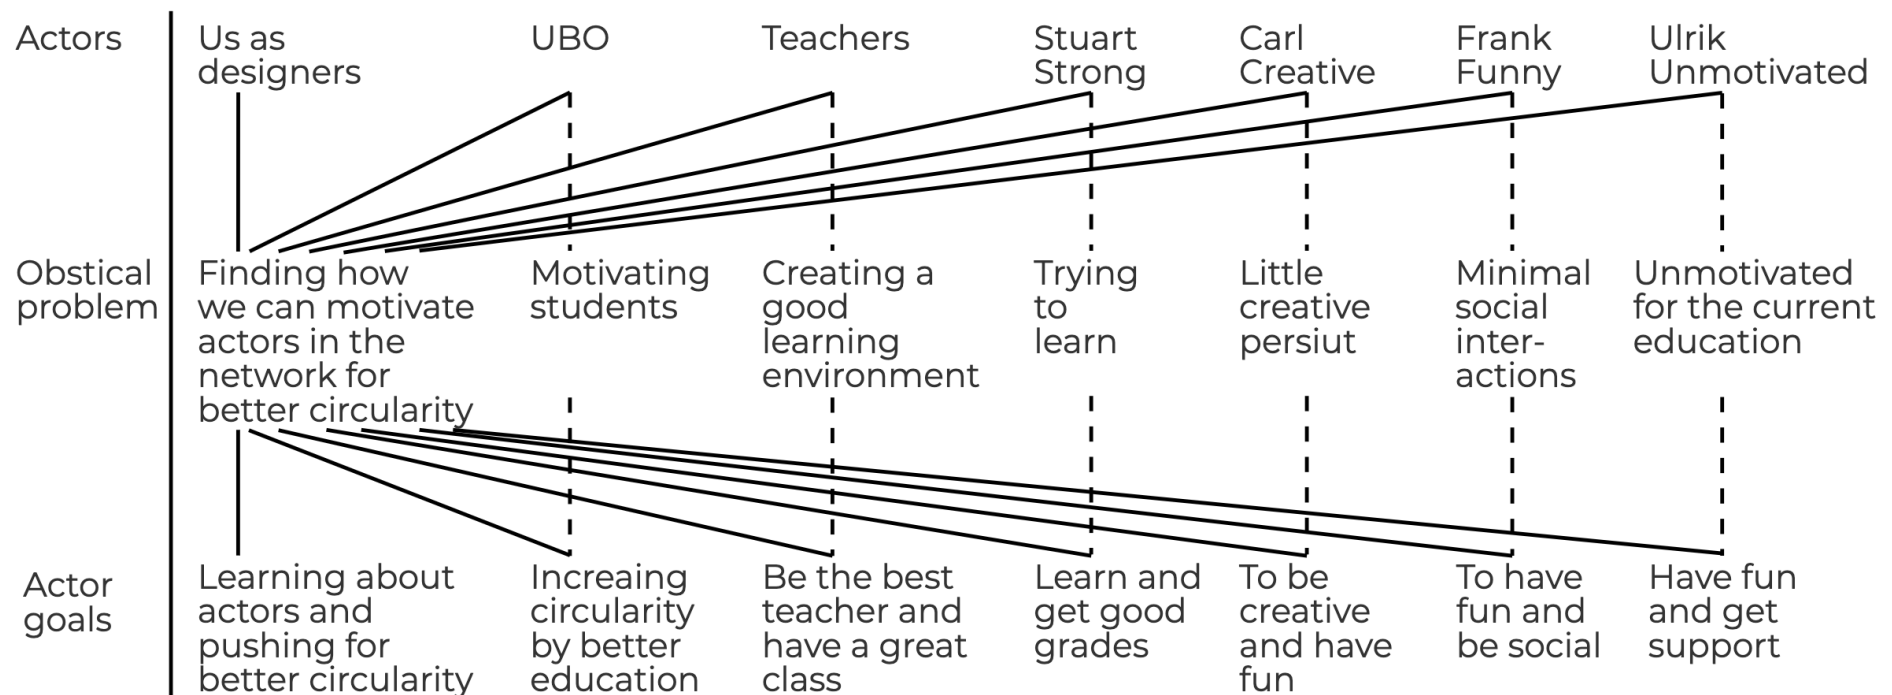 Actors
Us as
designers
UBO
Teachers
Stuart
Strong
Carl
Creative
Frank
Funny
Ulrik
Unmotivated
Obstical
problem
Finding how
we can motivate
actors in the
network for
better circularity
Motivating
students
Creating a
good
learning
environment
Trying
to
learn
Little
creative
persiut
Minimal
social
inter-
actions
Unmotivated
for the current
education
Actor
goals
Learning about
actors and
pushing for
better circularity
Increaing
circularity
by better
education
Be the best
teacher and
have a great
class
Learn and
get good
grades
To be
creative
and have
fun
To have
fun and
be social
Have fun
and get
support